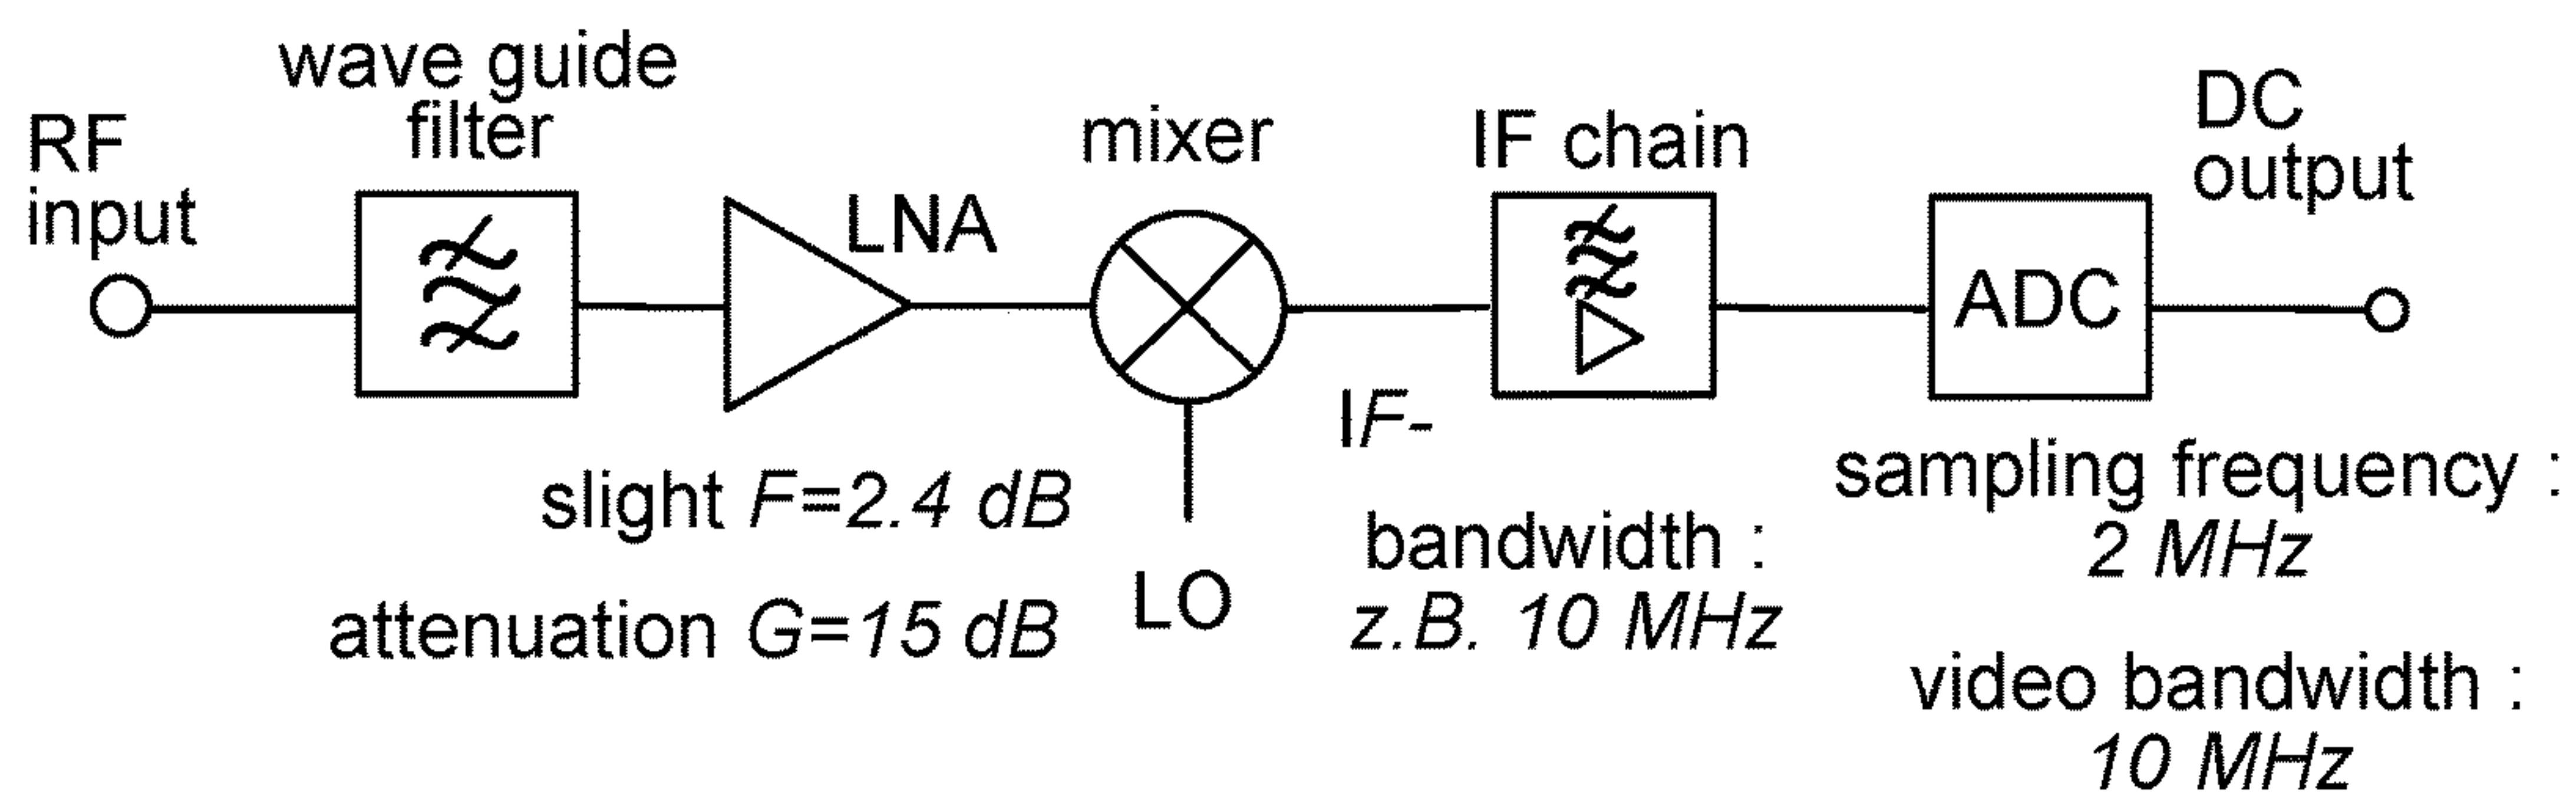 RF
input
wave guide
filter
LNA
mixer
IF chain
DC
output
ADC
slight F=2.4 dB
attenuation G=15 dB
LO
IF-
bandwidth :
z.B. 10 MHz
sampling frequency :
2 MHz
video bandwidth :
10 MHz